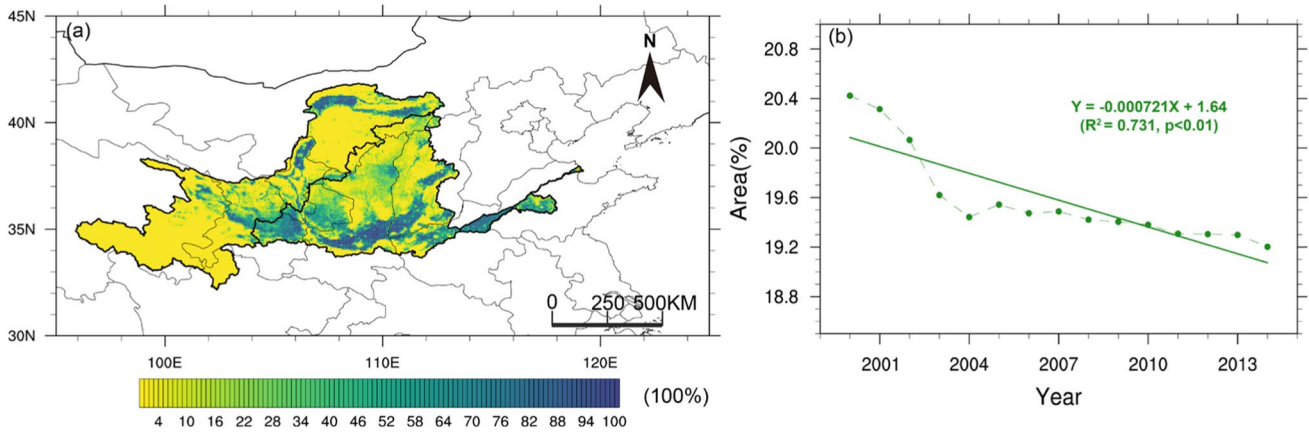 (a)
N
45N
40N
35N
30N
0 250 500KM
100E 110E 120E
4 10 16 22 28 34 40 46 52 58 64 70 76 82 88 94 100
(100%)
(b)
Y = -0.000721X + 1.64
(R² = 0.731, p<0.01)
Area(%)
20.8
20.4
20.0
19.6
19.2
18.8
2001 2004 2007 2010 2013
Year